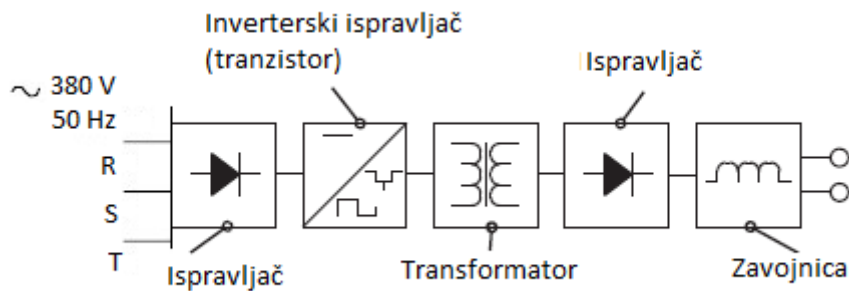 Inverterski ispravljač
(tranzistor)
Ispravljač
~ 380 V
50 Hz
R
S
T
Ispravljač
Transformator
Zavojnica